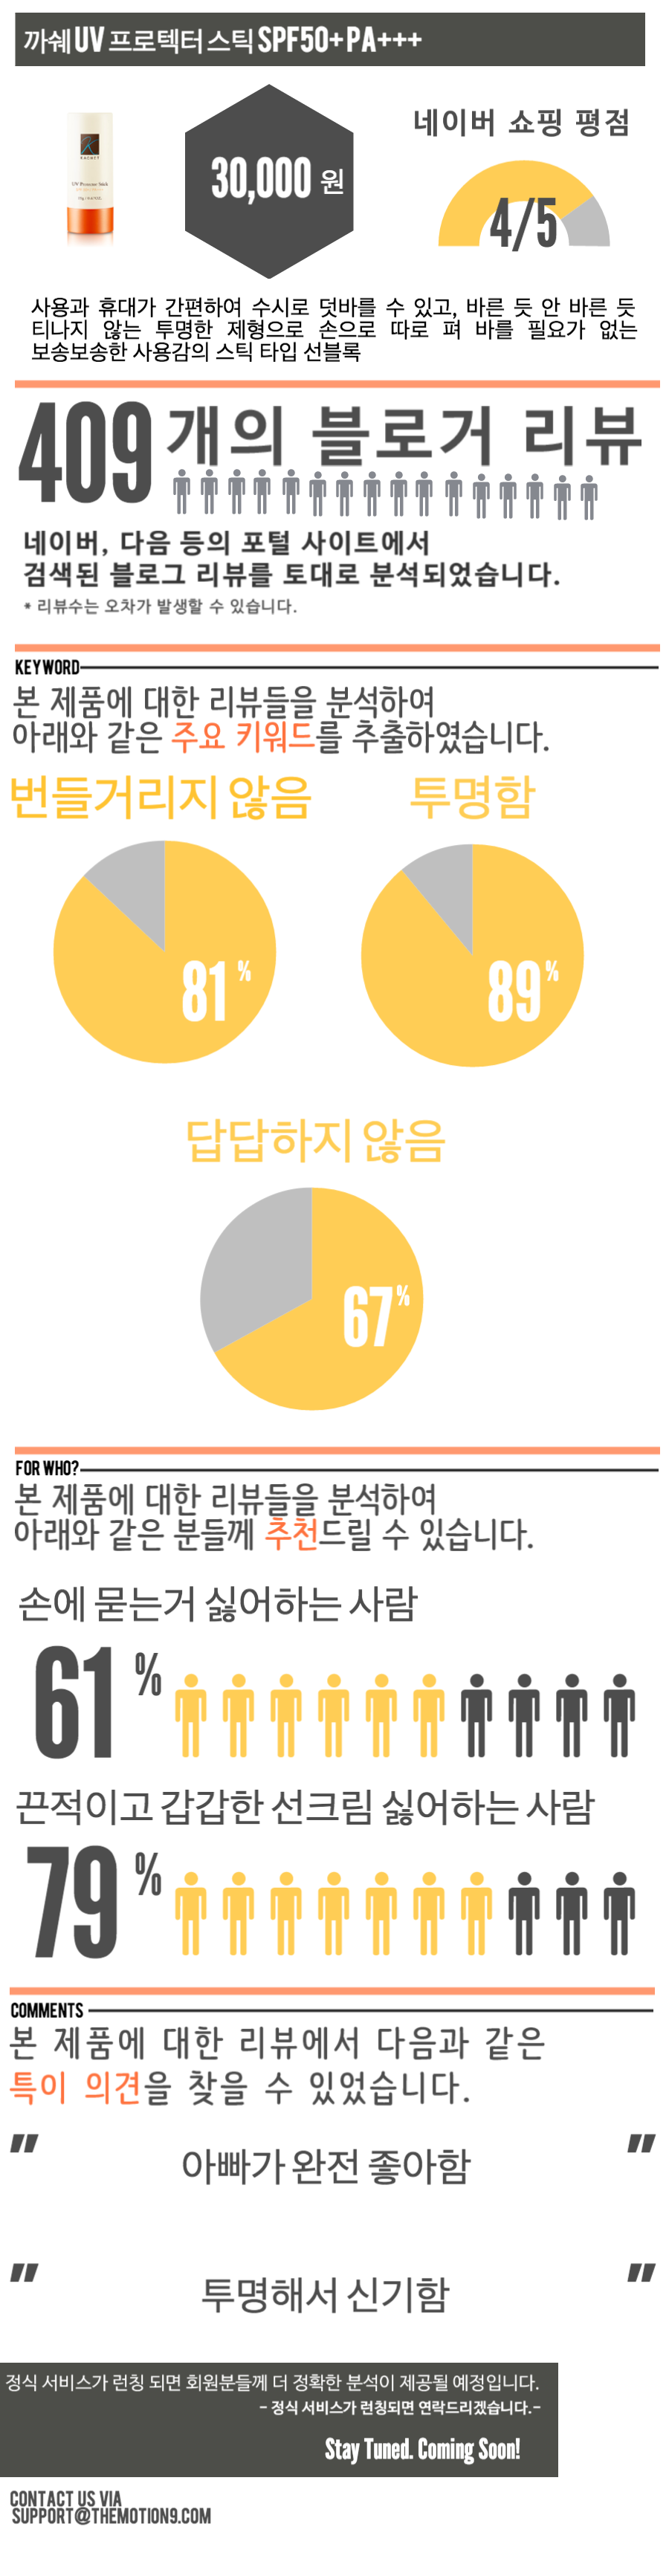 까쉐 UV 프로텍터 스틱 SPF50+ PA+++
30,000 원
네이버 쇼핑 평점
4/5
KACHET
사용과 휴대가 간편하여 수시로 덧바를 수 있고, 바른 듯 안 바른 듯
티나지 않는 투명한 제형으로 손으로 따로 펴 바를 필요가 없는
보송보송한 사용감의 스틱 타입 선블록
409 개의 블로거 리뷰
네이버, 다음 등의 포털 사이트에서
검색된 블로그 리뷰를 토대로 분석되었습니다.
* 리뷰수는 오차가 발생할 수 있습니다.
KEYWORD
본 제품에 대한 리뷰들을 분석하여
아래와 같은 주요 키워드를 추출하였습니다.
번들거리지 않음
투명함
81 %
89 %
답답하지 않음
67 %
FOR WHO?
본 제품에 대한 리뷰들을 분석하여
아래와 같은 분들께 추천드릴 수 있습니다.
손에 묻는거 싫어하는 사람
61 %
끈적이고 갑갑한 선크림 싫어하는 사람
79 %
COMMENTS
본 제품에 대한 리뷰에서 다음과 같은
특이 의견을 찾을 수 있었습니다.
" 아빠가 완전 좋아함 "
" 투명해서 신기함 "
정식 서비스가 런칭 되면 회원분들께 더 정확한 분석이 제공될 예정입니다.
- 정식 서비스가 런칭되면 연락드리겠습니다.-
Stay Tuned. Coming Soon!
CONTACT US VIA
SUPPORT@THEMOTION9.COM